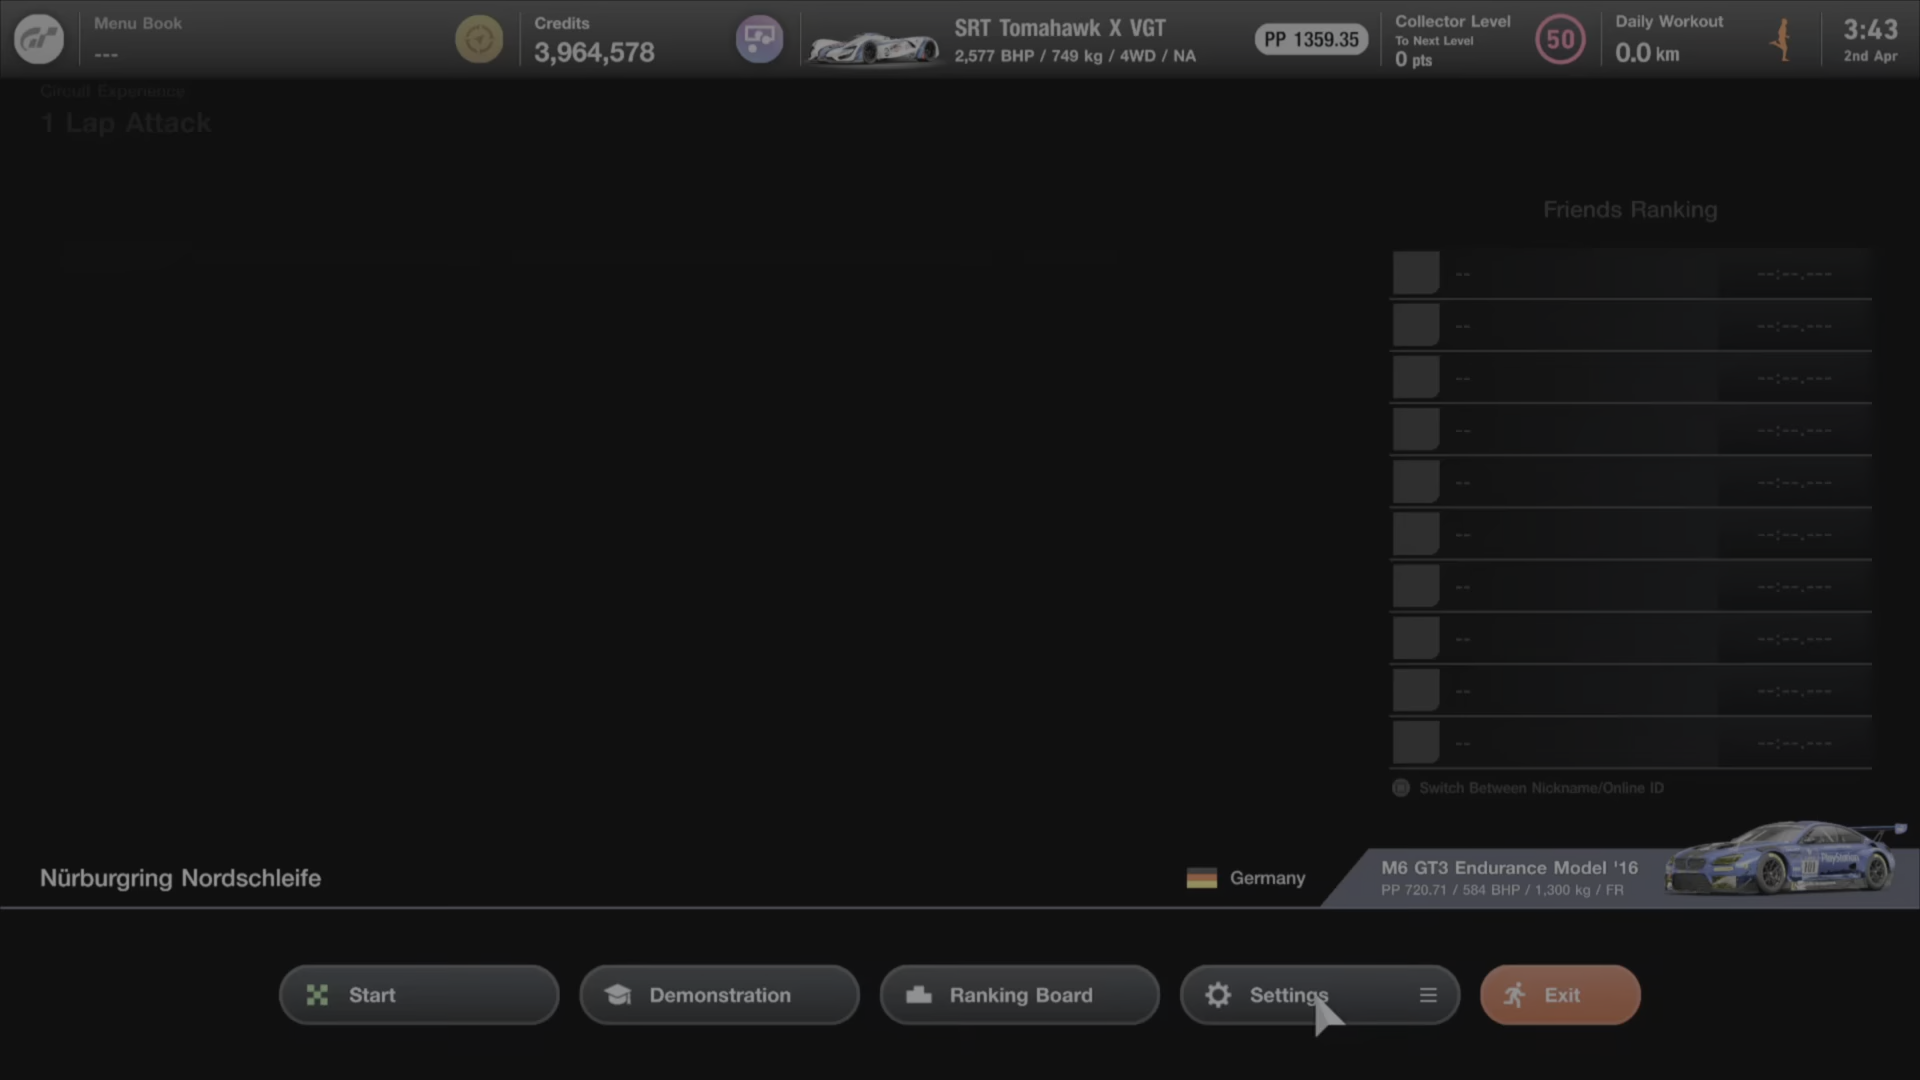 Menu Book
---
Credits
3,964,578
SRT Tomahawk X VGT
2,577 BHP / 749 kg / 4WD / NA
PP 1359.35
Collector Level
To Next Level
0 pts
50
Daily Workout
0.0 km
3:43
2nd Apr
Circuit Experience
1 Lap Attack
Friends Ranking
-- --:--.---
-- --:--.---
-- --:--.---
-- --:--.---
-- --:--.---
-- --:--.---
-- --:--.---
-- --:--.---
-- --:--.---
-- --:--.---
Switch Between Nickname/Online ID
Nürburgring Nordschleife
Germany
M6 GT3 Endurance Model '16
PP 720.71 / 584 BHP / 1,300 kg / FR
PlayStation
Start
Demonstration
Ranking Board
Settings
Exit